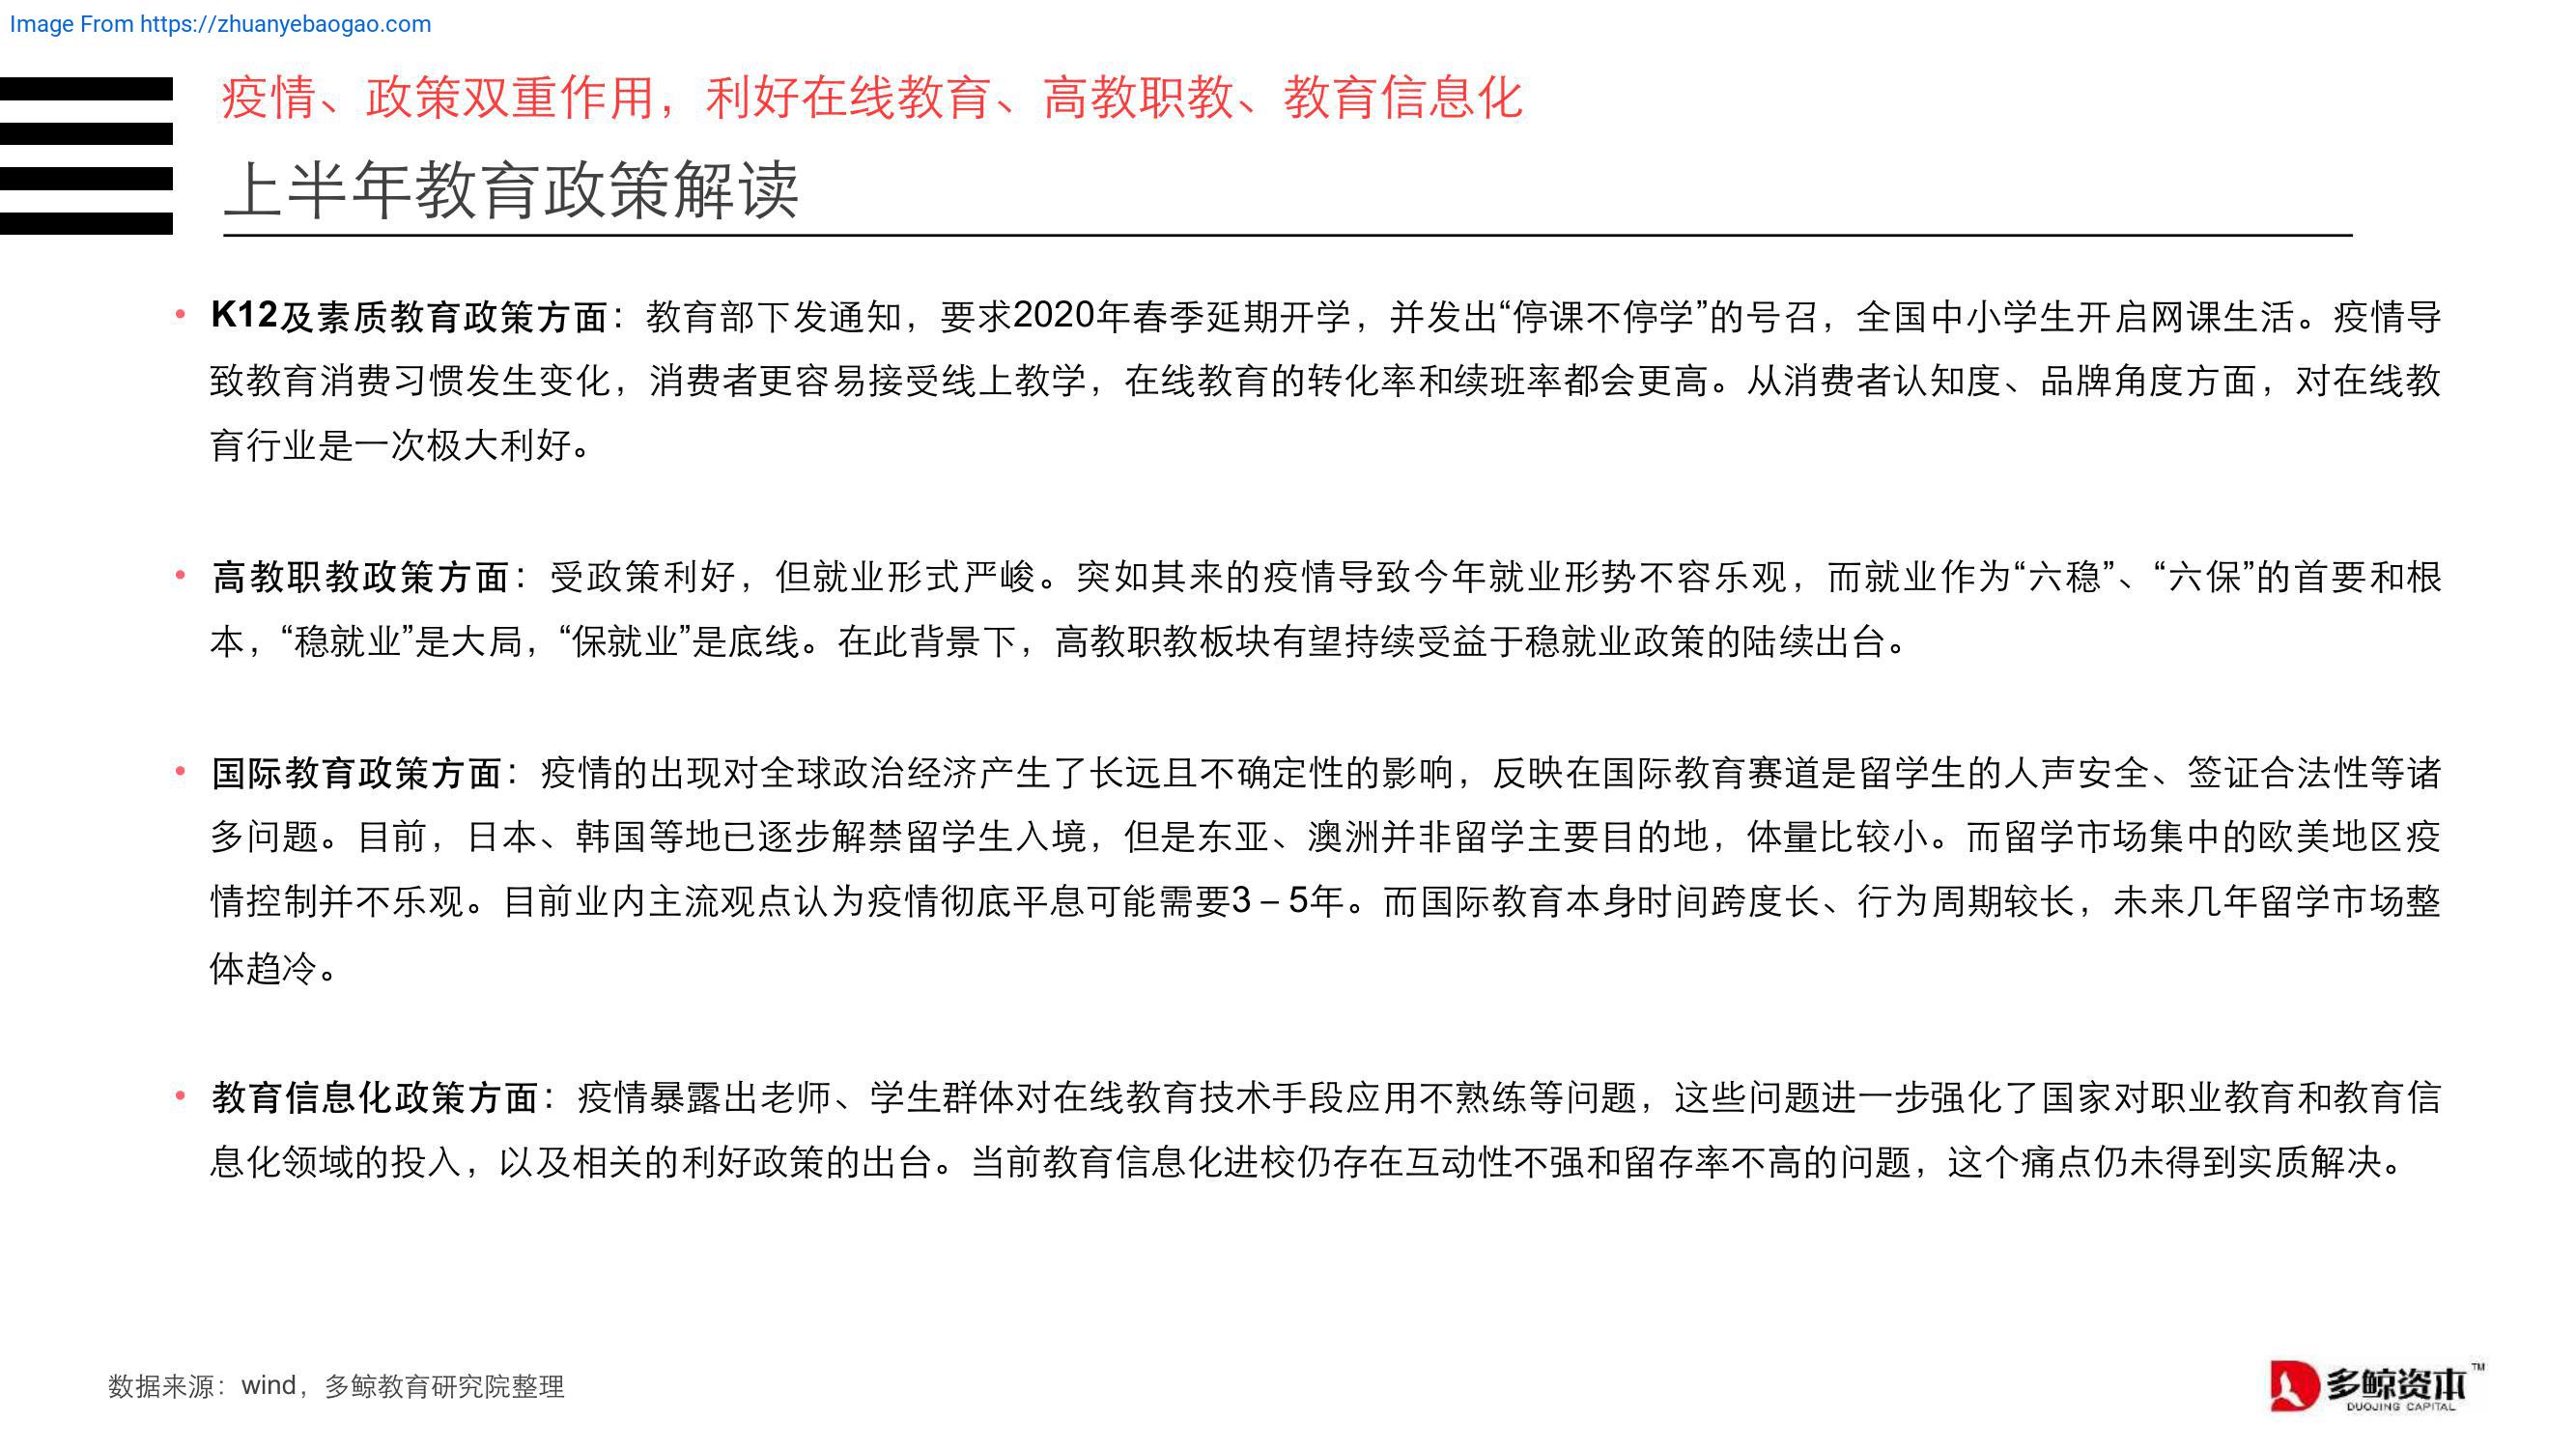 Image From https://zhuanyebaogao.com
疫情、政策双重作用，利好在线教育、高教职教、教育信息化
上半年教育政策解读
• K12及素质教育政策方面：教育部下发通知，要求2020年春季延期开学，并发出“停课不停学”的号召，全国中小学生开启网课生活。疫情导
致教育消费习惯发生变化，消费者更容易接受线上教学，在线教育的转化率和续班率都会更高。从消费者认知度、品牌角度方面，对在线教
育行业是一次极大利好。
• 高教职教政策方面：受政策利好，但就业形式严峻。突如其来的疫情导致今年就业形势不容乐观，而就业作为“六稳”、“六保”的首要和根
本，“稳就业”是大局，“保就业”是底线。在此背景下，高教职教板块有望持续受益于稳就业政策的陆续出台。
• 国际教育政策方面：疫情的出现对全球政治经济产生了长远且不确定性的影响，反映在国际教育赛道是留学生的人声安全、签证合法性等诸
多问题。目前，日本、韩国等地已逐步解禁留学生入境，但是东亚、澳洲并非留学主要目的地，体量比较小。而留学市场集中的欧美地区疫
情控制并不乐观。目前业内主流观点认为疫情彻底平息可能需要3 – 5年。而国际教育本身时间跨度长、行为周期较长，未来几年留学市场整
体趋冷。
• 教育信息化政策方面：疫情暴露出老师、学生群体对在线教育技术手段应用不熟练等问题，这些问题进一步强化了国家对职业教育和教育信
息化领域的投入，以及相关的利好政策的出台。当前教育信息化进校仍存在互动性不强和留存率不高的问题，这个痛点仍未得到实质解决。
数据来源：wind，多鲸教育研究院整理
多鲸资本™
DUOJING CAPITAL